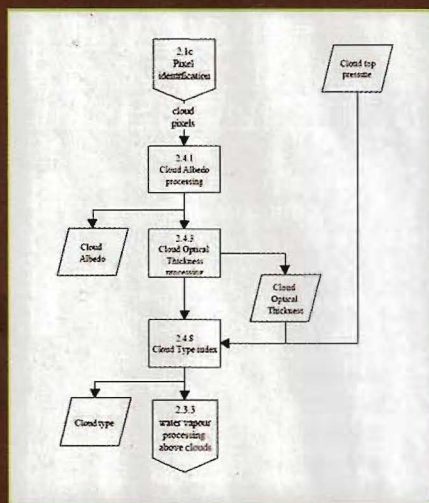 2.1c
Pixel
identification
Cloud top
pressure
cloud
pixels
2.4.1
Cloud Albedo
processing
Cloud
Albedo
2.4.3
Cloud Optical
Thickness
processing
Cloud
Optical
Thickness
2.4.8
Cloud Type index
Cloud type
2.3.3
water vapour
processing
above clouds